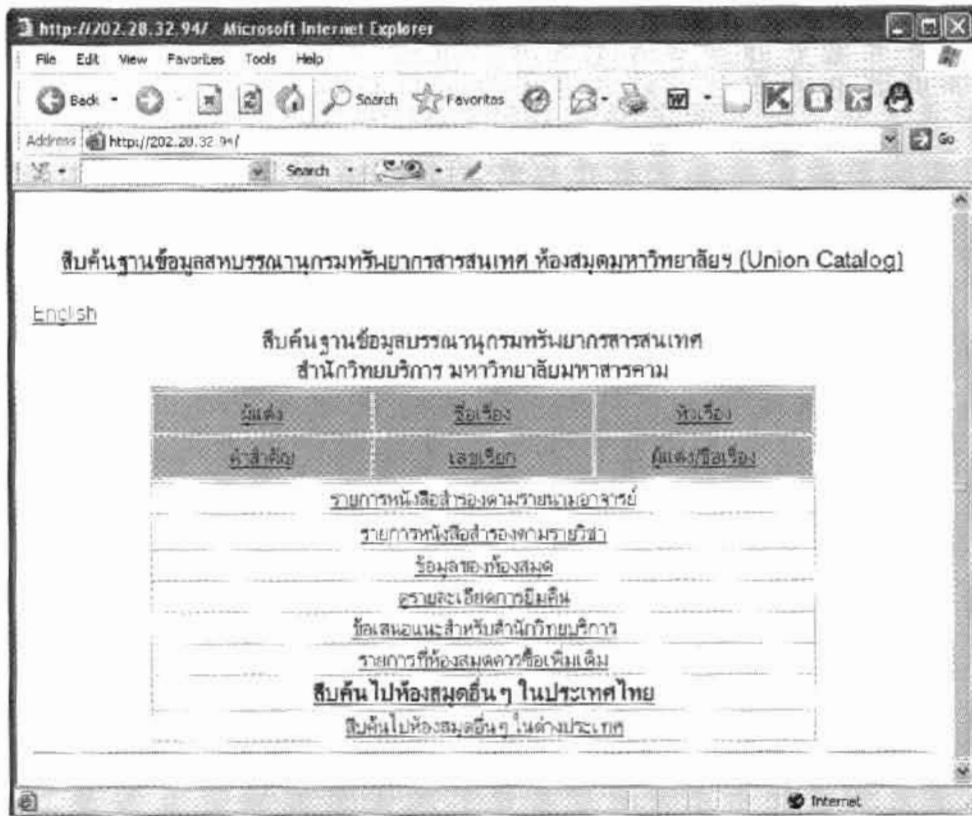 http://202.28.32.94/ Microsoft Internet Explorer
File Edit View Favorites Tools Help
Back Search Favorites
Address http://202.28.32.94/ Go
Search
สืบค้นฐานข้อมูลสหบรรณานุกรมทรัพยากรสารสนเทศ ห้องสมุดมหาวิทยาลัยฯ (Union Catalog)
English
สืบค้นฐานข้อมูลบรรณานุกรมทรัพยากรสารสนเทศ
สำนักวิทยบริการ มหาวิทยาลัยมหาสารคาม
ผู้แต่ง ชื่อเรื่อง หัวเรื่อง
คำสำคัญ เลขเรียก ผู้แต่ง/ชื่อเรื่อง
รายการหนังสือสำรองตามรายนามอาจารย์
รายการหนังสือสำรองตามรายวิชา
ข้อมูลของห้องสมุด
ดูรายละเอียดการยืมคืน
ข้อเสนอแนะสำหรับสำนักวิทยบริการ
รายการที่ห้องสมุดควรซื้อเพิ่มเติม
สืบค้นไปห้องสมุดอื่นๆ ในประเทศไทย
สืบค้นไปห้องสมุดอื่นๆ ในต่างประเทศ
Internet